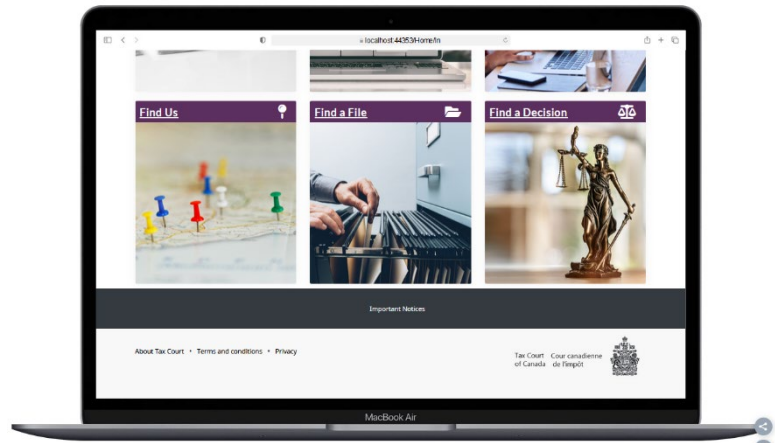 localhost:44353/Home/In
Find Us
Find a File
Find a Decision
Important Notices
About Tax Court • Terms and conditions • Privacy
Tax Court Cour canadienne
of Canada de l'impôt
MacBook Air